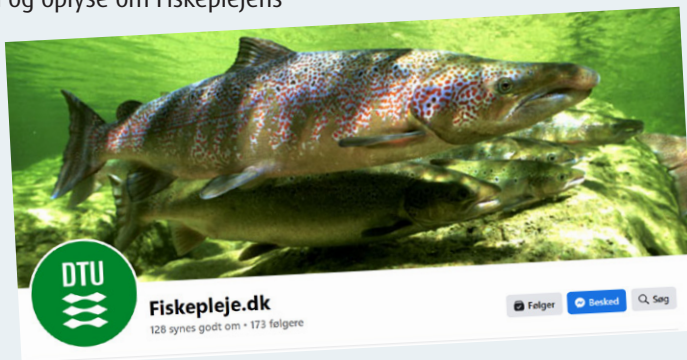 og oplyse om Fiskeplejens
DTU
Fiskepleje.dk
128 synes godt om • 173 følgere
Følger
Besked
Søg